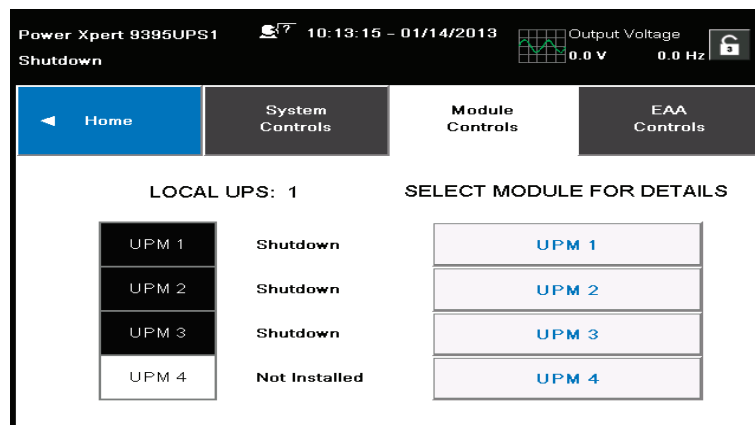 Power Xpert 9395UPS1
? 10:13:15 - 01/14/2013
Output Voltage
Shutdown
0.0 V 0.0 Hz
3
Home
System
Controls
Module
Controls
EAA
Controls
LOCAL UPS: 1 SELECT MODULE FOR DETAILS
UPM 1 Shutdown UPM 1
UPM 2 Shutdown UPM 2
UPM 3 Shutdown UPM 3
UPM 4 Not Installed UPM 4